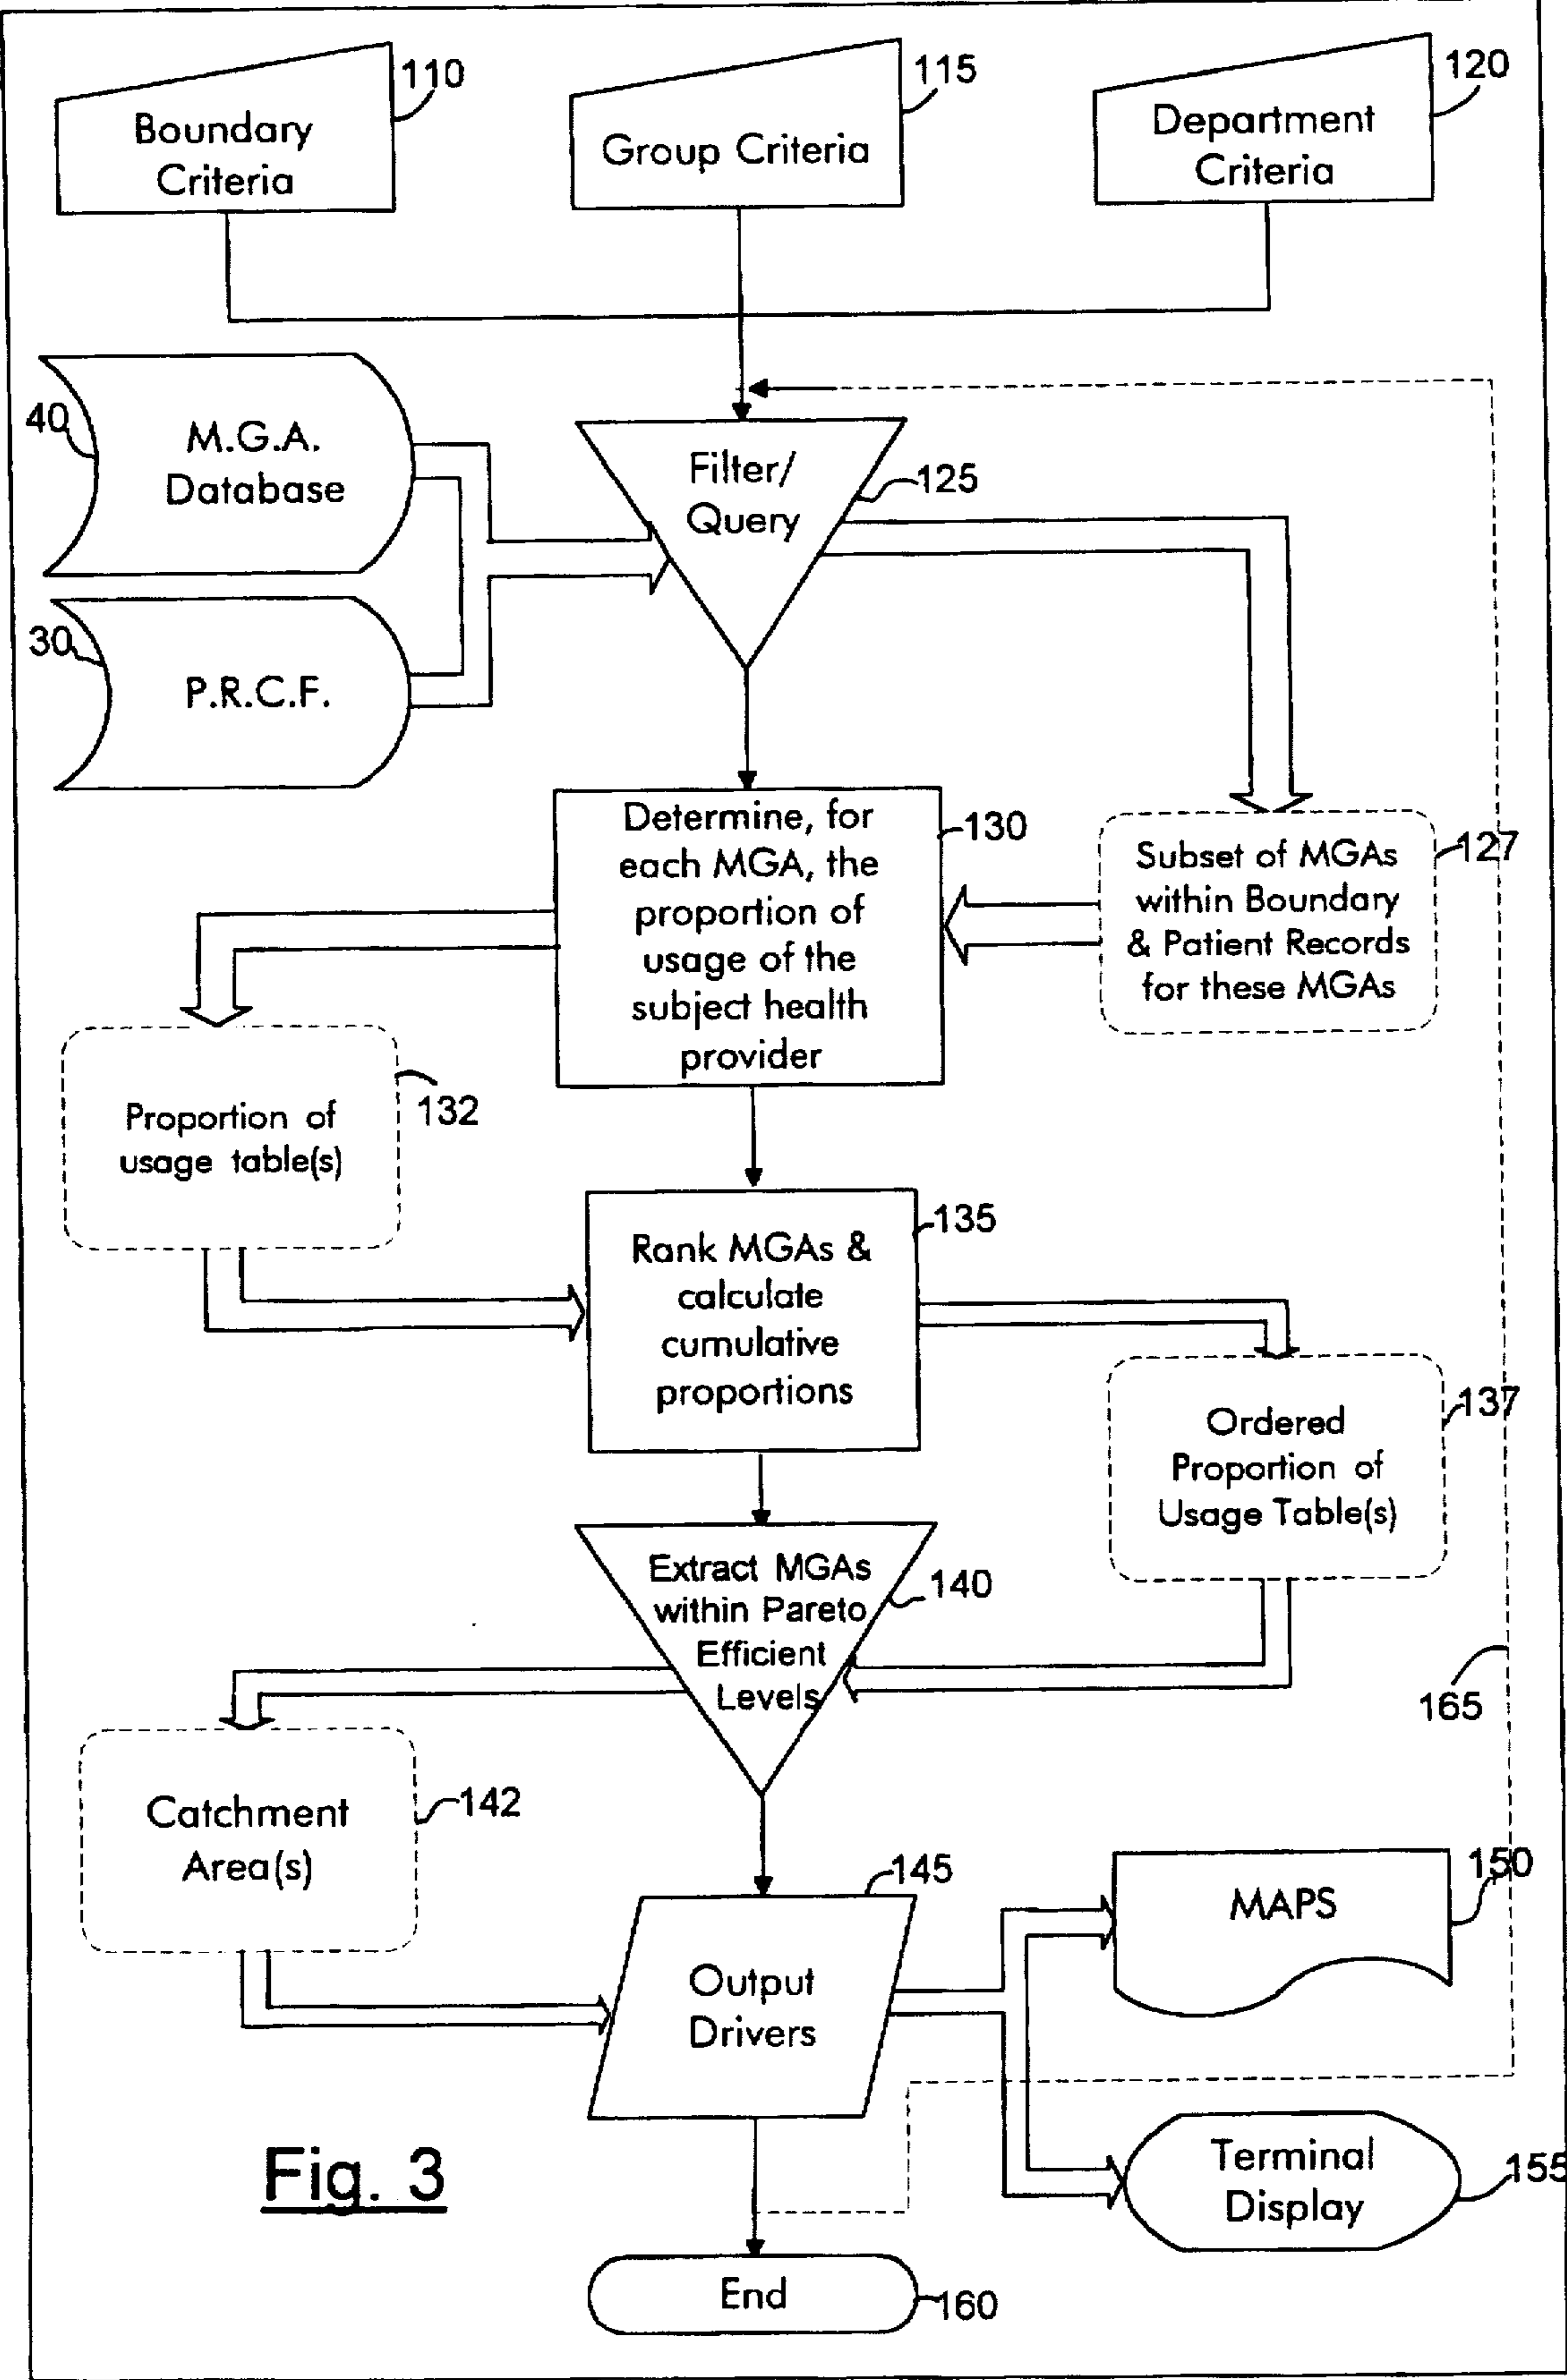 110
Boundary
Criteria
115
Group Criteria
120
Department
Criteria
40
M.G.A.
Database
Filter/
Query
125
30
P.R.C.F.
Determine, for
each MGA, the
proportion of
usage of the
subject health
provider
130
Subset of MGAs
within Boundary
& Patient Records
for these MGAs
127
Proportion of
usage table(s)
132
Rank MGAs &
calculate
cumulative
proportions
135
Ordered
Proportion of
Usage Table(s)
137
Extract MGAs
within Pareto
Efficient
Levels
140
165
Catchment
Area(s)
142
145
Output
Drivers
MAPS
150
Terminal
Display
155
Fig. 3
End
160